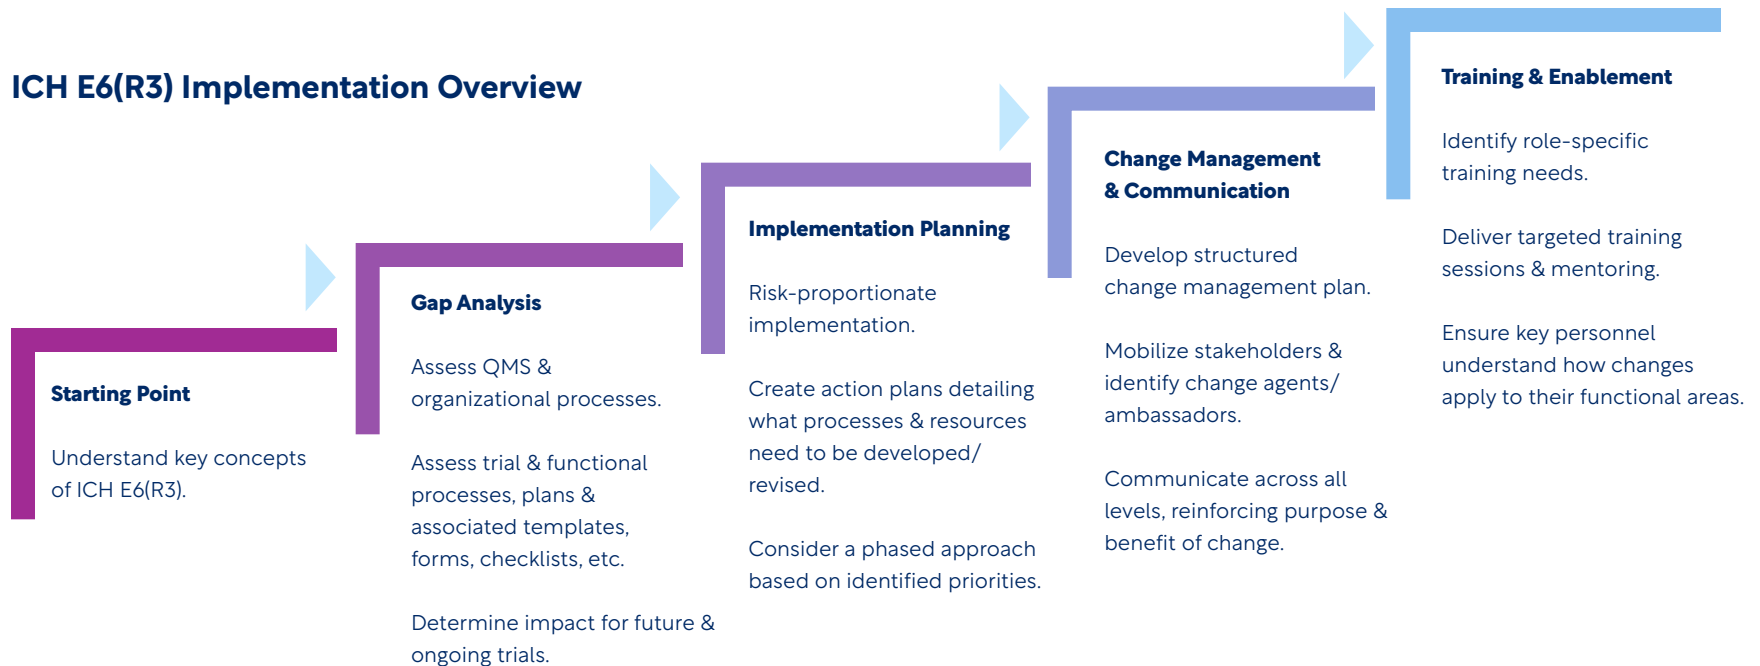 ICH E6(R3) Implementation Overview
Starting Point
Understand key concepts
of ICH E6(R3).
Gap Analysis
Assess QMS &
organizational processes.
Assess trial & functional
processes, plans &
associated templates,
forms, checklists, etc.
Determine impact for future &
ongoing trials.
Implementation Planning
Risk-proportionate
implementation.
Create action plans detailing
what processes & resources
need to be developed/
revised.
Consider a phased approach
based on identified priorities.
Change Management
& Communication
Develop structured
change management plan.
Mobilize stakeholders &
identify change agents/
ambassadors.
Communicate across all
levels, reinforcing purpose &
benefit of change.
Training & Enablement
Identify role-specific
training needs.
Deliver targeted training
sessions & mentoring.
Ensure key personnel
understand how changes
apply to their functional areas.